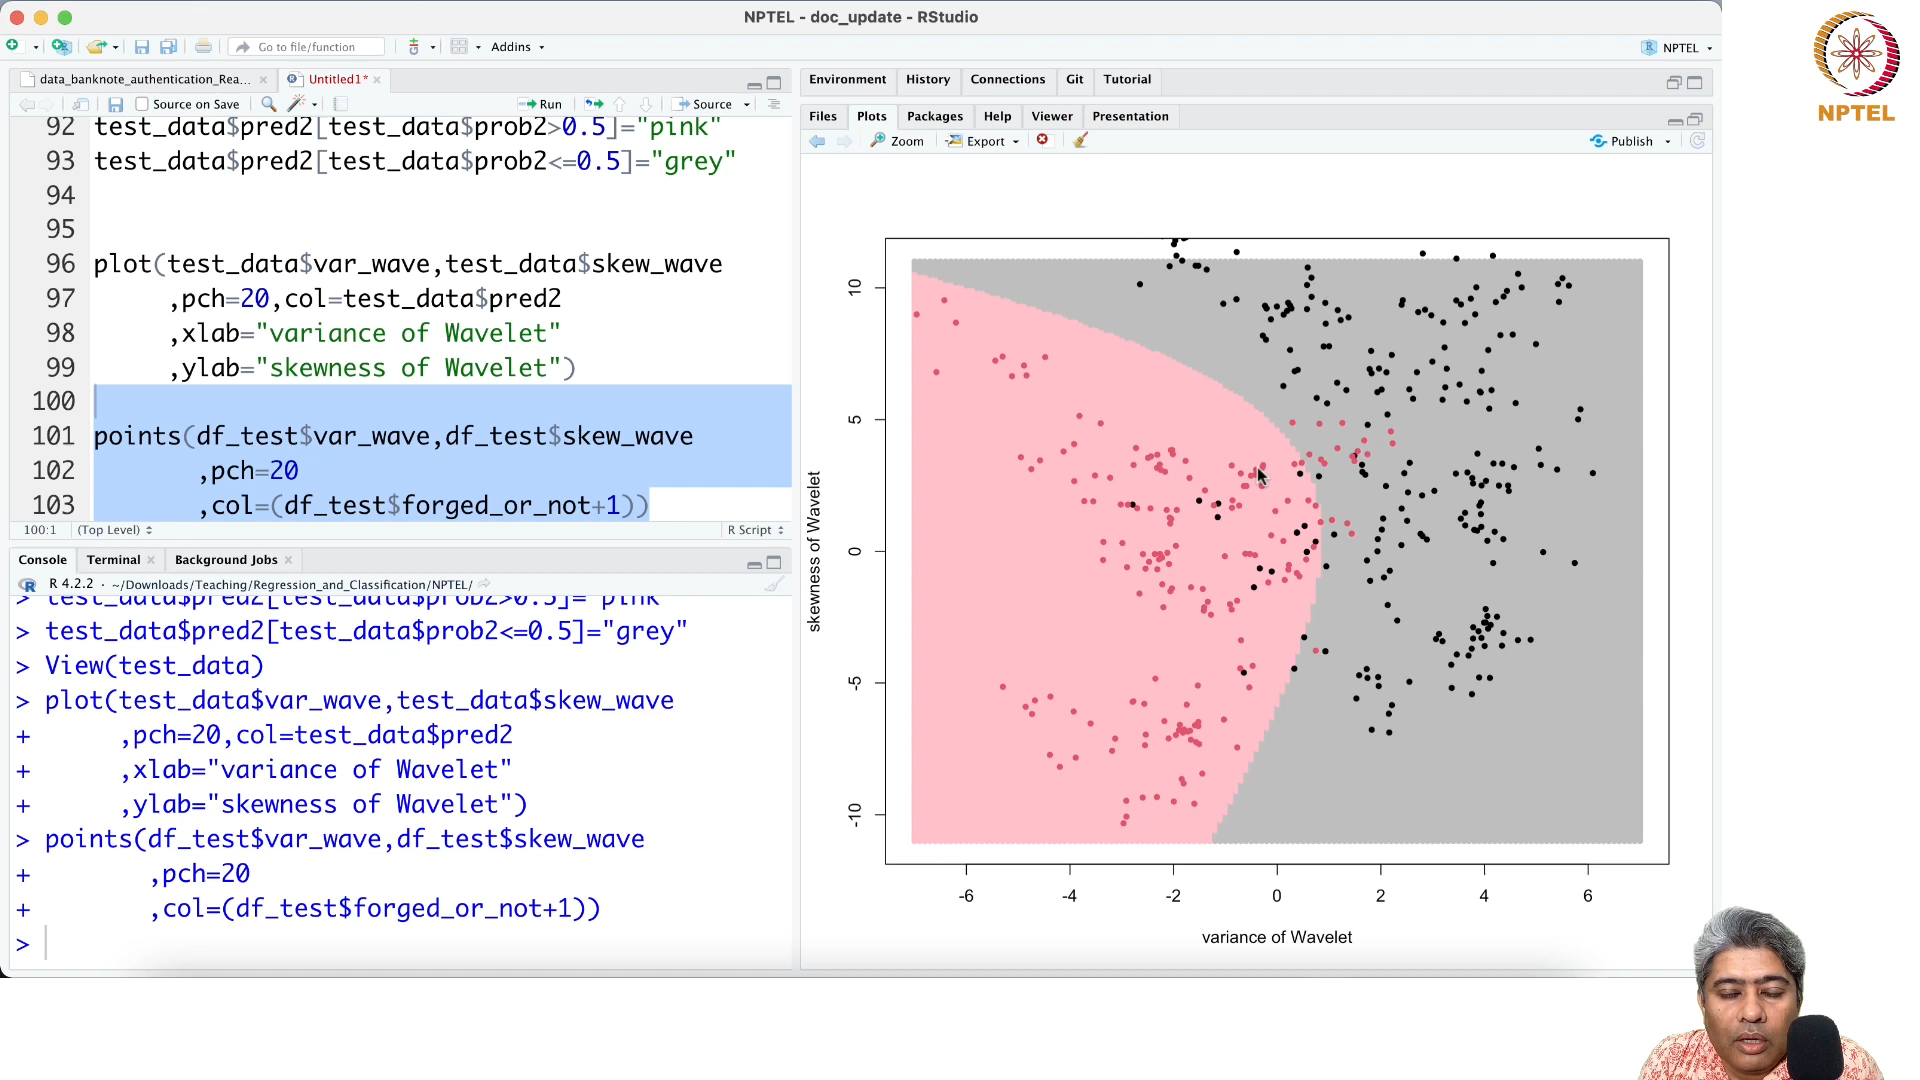 NPTEL - doc_update - RStudio
Go to file/function
Addins
NPTEL
data_banknote_authentication_Rea...
Untitled1*
Source on Save
Run
Source
92 test_data$pred2[test_data$prob2>0.5]="pink"
93 test_data$pred2[test_data$prob2<=0.5]="grey"
94
95
96 plot(test_data$var_wave,test_data$skew_wave
97 ,pch=20,col=test_data$pred2
98 ,xlab="variance of Wavelet"
99 ,ylab="skewness of Wavelet")
100
101 points(df_test$var_wave,df_test$skew_wave
102 ,pch=20
103 ,col=(df_test$forged_or_not+1))
100:1 (Top Level) R Script
Console Terminal Background Jobs
R 4.2.2 · ~/Downloads/Teaching/Regression_and_Classification/NPTEL/
> test_data$pred2[test_data$prob2>0.5]="pink"
> test_data$pred2[test_data$prob2<=0.5]="grey"
> View(test_data)
> plot(test_data$var_wave,test_data$skew_wave
+ ,pch=20,col=test_data$pred2
+ ,xlab="variance of Wavelet"
+ ,ylab="skewness of Wavelet")
> points(df_test$var_wave,df_test$skew_wave
+ ,pch=20
+ ,col=(df_test$forged_or_not+1))
>
Environment History Connections Git Tutorial
Files Plots Packages Help Viewer Presentation
Zoom Export Publish
10
5
0
-5
-10
skewness of Wavelet
-6 -4 -2 0 2 4 6
variance of Wavelet
NPTEL